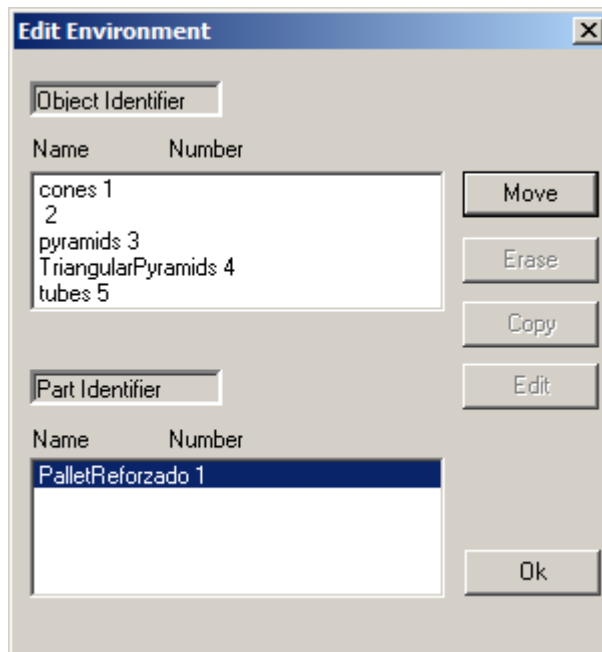 Edit Environment
Object Identifier
Name Number
cones 1
2
pyramids 3
TriangularPyramids 4
tubes 5
Move
Erase
Copy
Edit
Part Identifier
Name Number
PalletReforzado 1
Ok